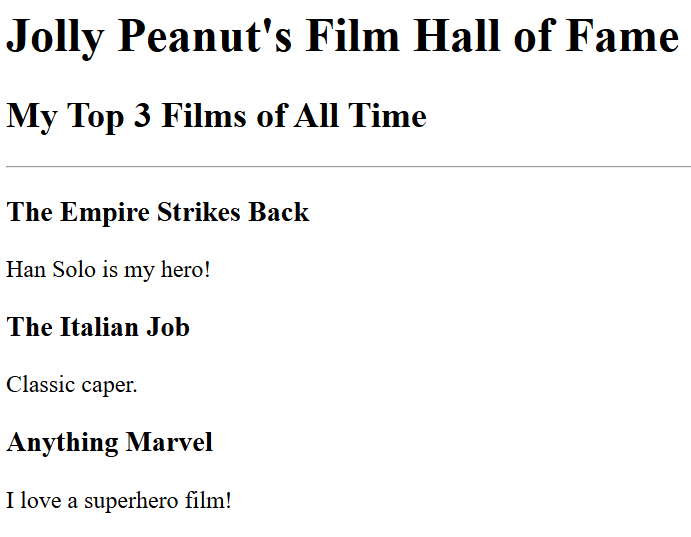 Jolly Peanut's Film Hall of Fame
My Top 3 Films of All Time
The Empire Strikes Back
Han Solo is my hero!
The Italian Job
Classic caper.
Anything Marvel
I love a superhero film!